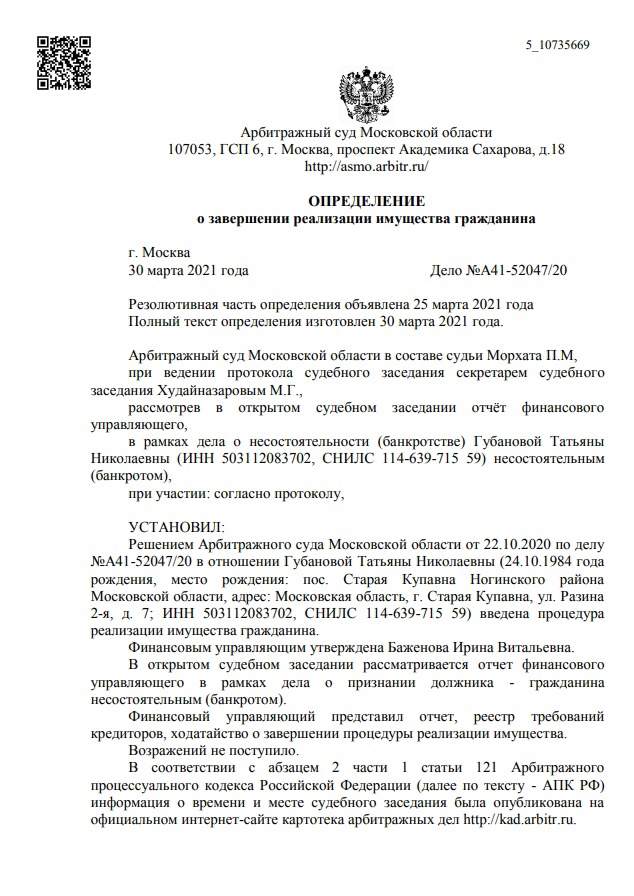 5_10735669
Арбитражный суд Московской области
107053, ГСП 6, г. Москва, проспект Академика Сахарова, д.18
http://asmo.arbitr.ru/
ОПРЕДЕЛЕНИЕ
о завершении реализации имущества гражданина
г. Москва
30 марта 2021 года Дело №А41-52047/20
Резолютивная часть определения объявлена 25 марта 2021 года
Полный текст определения изготовлен 30 марта 2021 года.
Арбитражный суд Московской области в составе судьи Морхата П.М,
при ведении протокола судебного заседания секретарем судебного
заседания Худайназаровым М.Г.,
рассмотрев в открытом судебном заседании отчёт финансового
управляющего,
в рамках дела о несостоятельности (банкротстве) Губановой Татьяны
Николаевны (ИНН 503112083702, СНИЛС 114-639-715 59) несостоятельным
(банкротом),
при участии: согласно протоколу,
УСТАНОВИЛ:
Решением Арбитражного суда Московской области от 22.10.2020 по делу
№А41-52047/20 в отношении Губановой Татьяны Николаевны (24.10.1984 года
рождения, место рождения: пос. Старая Купавна Ногинского района
Московской области, адрес: Московская область, г. Старая Купавна, ул. Разина
2-я, д. 7; ИНН 503112083702, СНИЛС 114-639-715 59) введена процедура
реализации имущества гражданина.
Финансовым управляющим утверждена Баженова Ирина Витальевна.
В открытом судебном заседании рассматривается отчет финансового
управляющего в рамках дела о признании должника - гражданина
несостоятельным (банкротом).
Финансовый управляющий представил отчет, реестр требований
кредиторов, ходатайство о завершении процедуры реализации имущества.
Возражений не поступило.
В соответствии с абзацем 2 части 1 статьи 121 Арбитражного
процессуального кодекса Российской Федерации (далее по тексту - АПК РФ)
информация о времени и месте судебного заседания была опубликована на
официальном интернет-сайте картотека арбитражных дел http://kad.arbitr.ru.